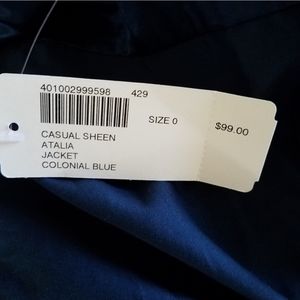 401002999598 429
SIZE 0 $99.00
CASUAL SHEEN
ATALIA
JACKET
COLONIAL BLUE